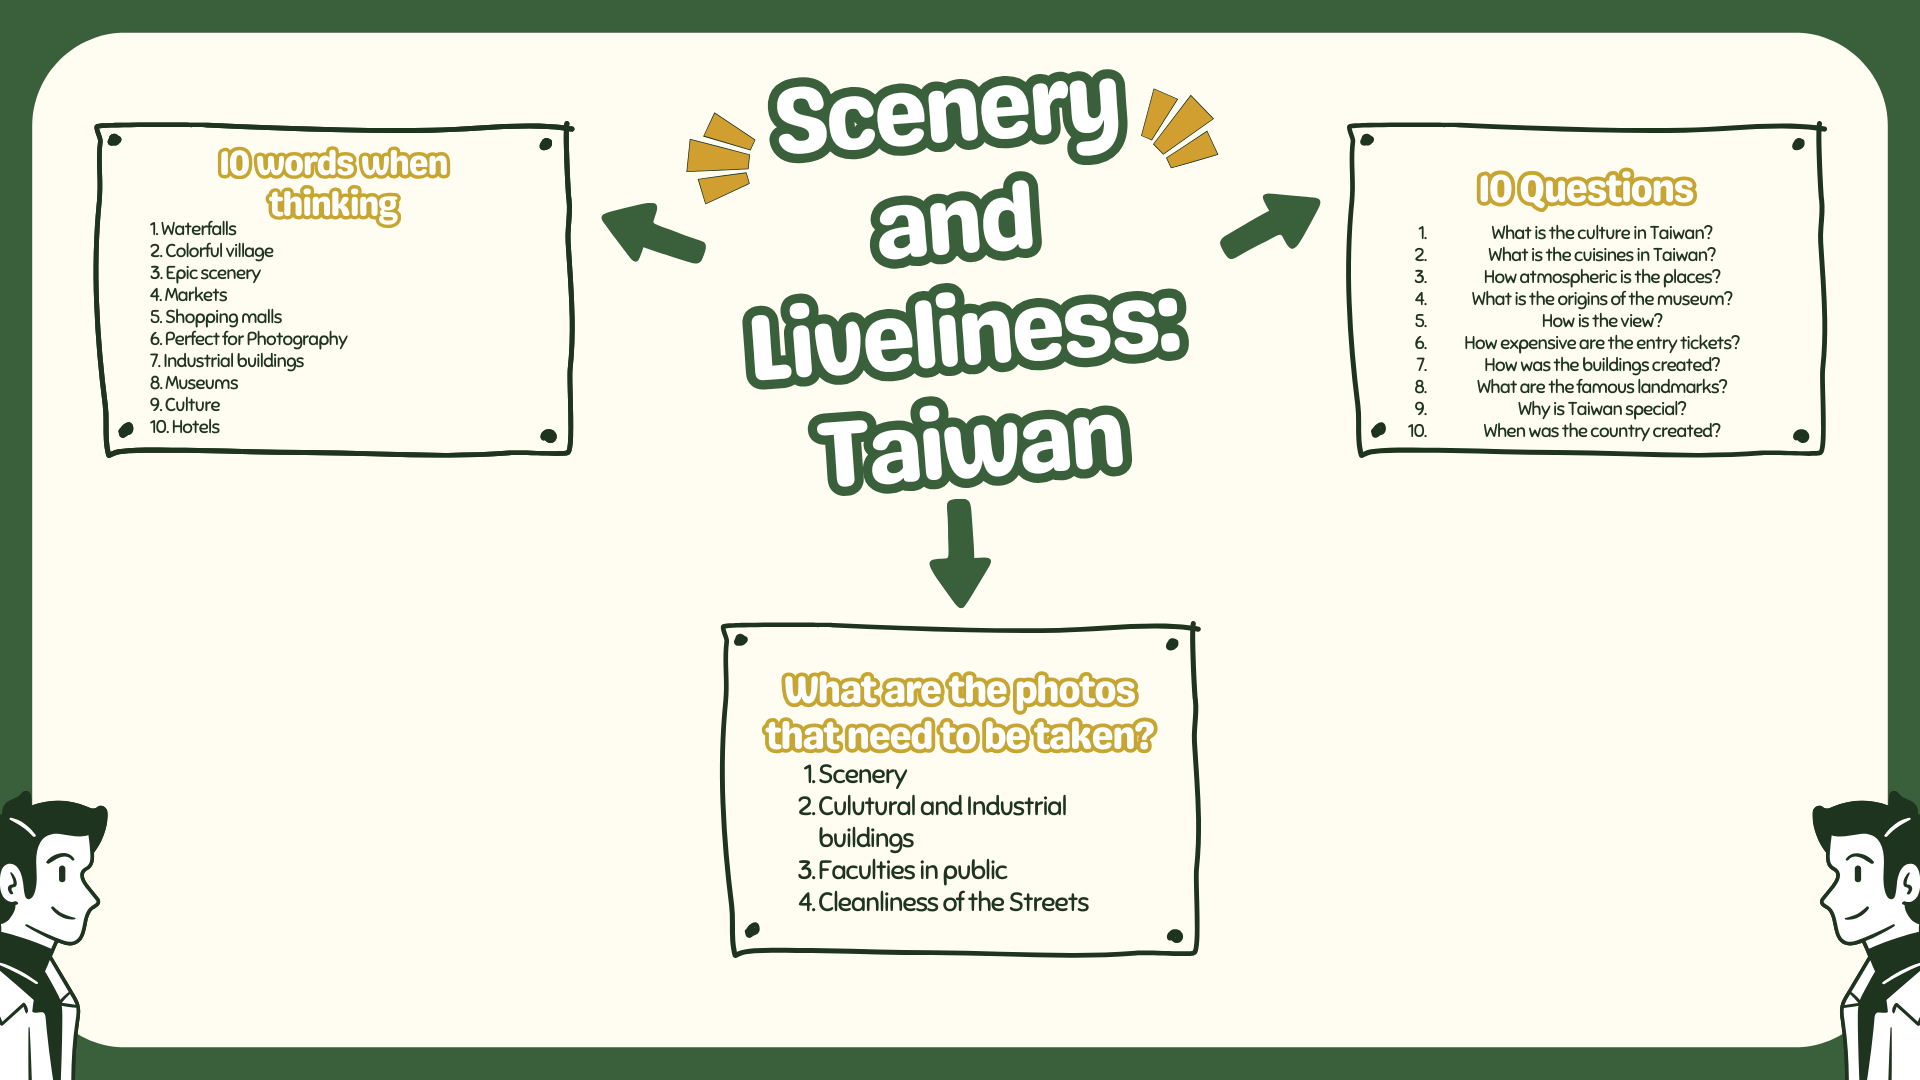 Scenery
and
Liveliness:
Taiwan
10 words when
thinking
1. Waterfalls
2. Colorful village
3. Epic scenery
4. Markets
5. Shopping malls
6. Perfect for Photography
7. Industrial buildings
8. Museums
9. Culture
10. Hotels
10 Questions
1. What is the culture in Taiwan?
2. What is the cuisines in Taiwan?
3. How atmospheric is the places?
4. What is the origins of the museum?
5. How is the view?
6. How expensive are the entry tickets?
7. How was the buildings created?
8. What are the famous landmarks?
9. Why is Taiwan special?
10. When was the country created?
What are the photos
that need to be taken?
1. Scenery
2. Culutural and Industrial
buildings
3. Faculties in public
4. Cleanliness of the Streets